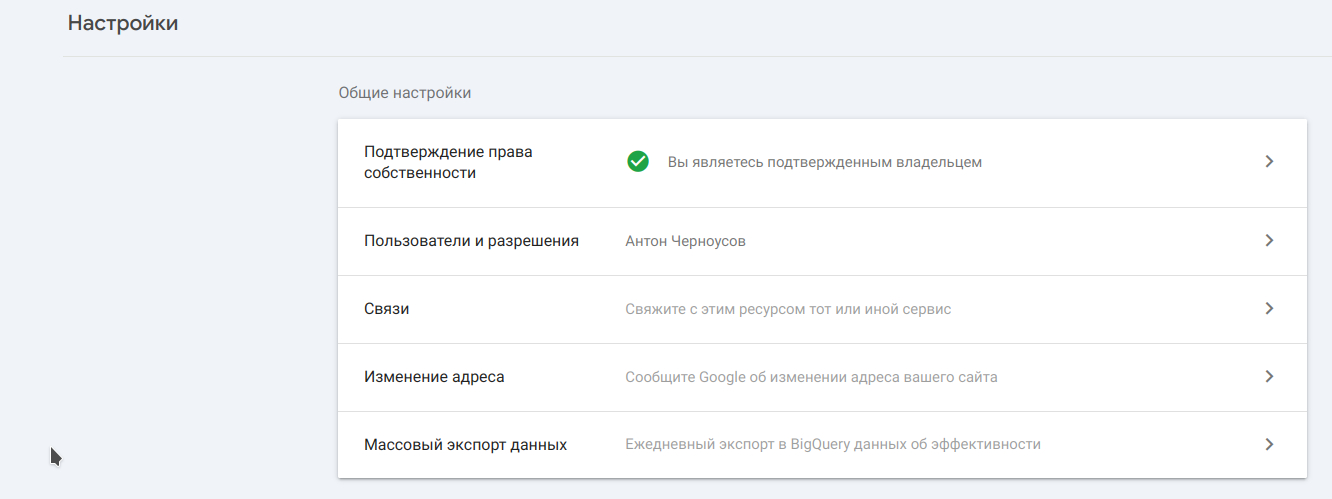 Настройки
Общие настройки
Подтверждение права
собственности
Вы являетесь подтвержденным владельцем
Пользователи и разрешения
Антон Черноусов
Связи
Свяжите с этим ресурсом тот или иной сервис
Изменение адреса
Сообщите Google об изменении адреса вашего сайта
Массовый экспорт данных
Ежедневный экспорт в BigQuery данных об эффективности